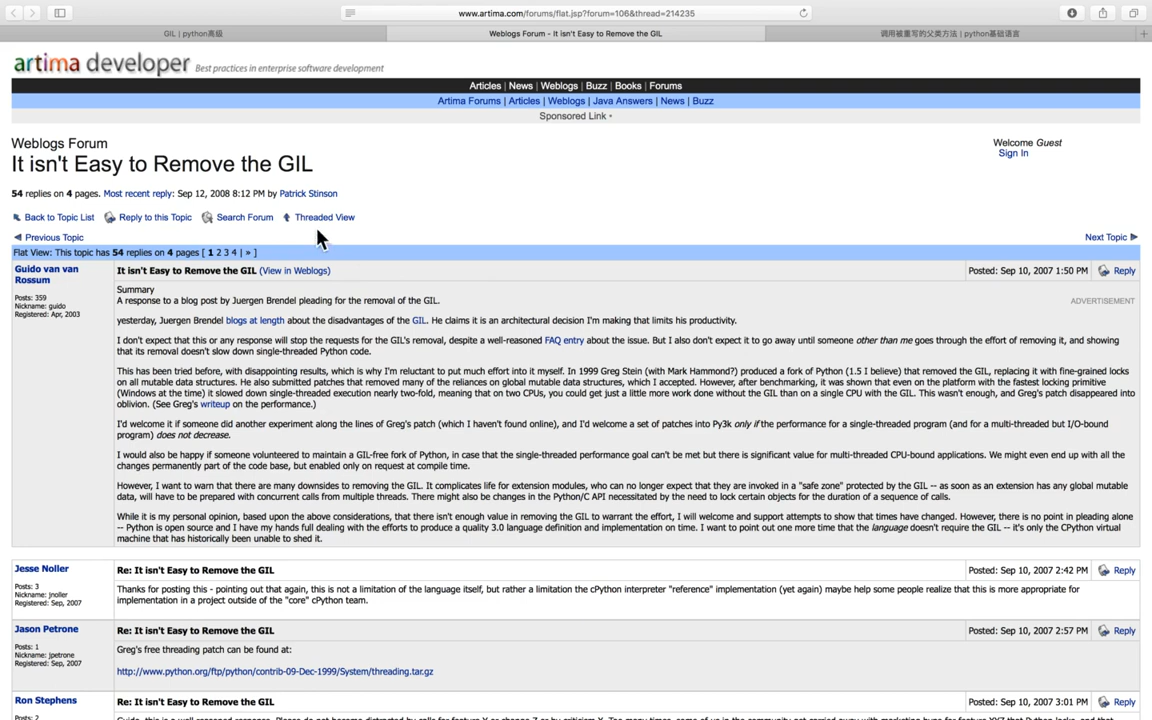 www.artima.com/forums/flat.jsp?forum=106&thread=214235
GIL | python高级
Weblogs Forum - It isn't Easy to Remove the GIL
调用被重写的父类方法 | python基础语言
artima developer Best practices in enterprise software development
Articles | News | Weblogs | Buzz | Books | Forums
Artima Forums | Articles | Weblogs | Java Answers | News | Buzz
Sponsored Link •
Weblogs Forum
It isn't Easy to Remove the GIL
Welcome Guest
Sign In
54 replies on 4 pages. Most recent reply: Sep 12, 2008 8:12 PM by Patrick Stinson
Back to Topic List Reply to this Topic Search Forum Threaded View
Previous Topic Next Topic
Flat View: This topic has 54 replies on 4 pages [ 1 2 3 4 | » ]
Guido van van
Rossum
Posts: 359
Nickname: guido
Registered: Apr, 2003
It isn't Easy to Remove the GIL (View in Weblogs)
Posted: Sep 10, 2007 1:50 PM Reply
Summary
A response to a blog post by Juergen Brendel pleading for the removal of the GIL.
ADVERTISEMENT
yesterday, Juergen Brendel blogs at length about the disadvantages of the GIL. He claims it is an architectural decision I'm making that limits his productivity.
I don't expect that this or any response will stop the requests for the GIL's removal, despite a well-reasoned FAQ entry about the issue. But I also don't expect it to go away until someone other than me goes through the effort of removing it, and showing
that its removal doesn't slow down single-threaded Python code.
This has been tried before, with disappointing results, which is why I'm reluctant to put much effort into it myself. In 1999 Greg Stein (with Mark Hammond?) produced a fork of Python (1.5 I believe) that removed the GIL, replacing it with fine-grained locks
on all mutable data structures. He also submitted patches that removed many of the reliances on global mutable data structures, which I accepted. However, after benchmarking, it was shown that even on the platform with the fastest locking primitive
(Windows at the time) it slowed down single-threaded execution nearly two-fold, meaning that on two CPUs, you could get just a little more work done without the GIL than on a single CPU with the GIL. This wasn't enough, and Greg's patch disappeared into
oblivion. (See Greg's writeup on the performance.)
I'd welcome it if someone did another experiment along the lines of Greg's patch (which I haven't found online), and I'd welcome a set of patches into Py3k only if the performance for a single-threaded program (and for a multi-threaded but I/O-bound
program) does not decrease.
I would also be happy if someone volunteered to maintain a GIL-free fork of Python, in case that the single-threaded performance goal can't be met but there is significant value for multi-threaded CPU-bound applications. We might even end up with all the
changes permanently part of the code base, but enabled only on request at compile time.
However, I want to warn that there are many downsides to removing the GIL. It complicates life for extension modules, who can no longer expect that they are invoked in a "safe zone" protected by the GIL -- as soon as an extension has any global mutable
data, will have to be prepared with concurrent calls from multiple threads. There might also be changes in the Python/C API necessitated by the need to lock certain objects for the duration of a sequence of calls.
While it is my personal opinion, based upon the above considerations, that there isn't enough value in removing the GIL to warrant the effort, I will welcome and support attempts to show that times have changed. However, there is no point in pleading alone
-- Python is open source and I have my hands full dealing with the efforts to produce a quality 3.0 language definition and implementation on time. I want to point out one more time that the language doesn't require the GIL -- it's only the CPython virtual
machine that has historically been unable to shed it.
Jesse Noller
Posts: 3
Nickname: jnoller
Registered: Sep, 2007
Re: It isn't Easy to Remove the GIL
Posted: Sep 10, 2007 2:42 PM Reply
Thanks for posting this - pointing out that again, this is not a limitation of the language itself, but rather a limitation the cPython interpreter "reference" implementation (yet again) maybe help some people realize that this is more appropriate for
implementation in a project outside of the "core" cPython team.
Jason Petrone
Posts: 1
Nickname: jpetrone
Registered: Sep, 2007
Re: It isn't Easy to Remove the GIL
Posted: Sep 10, 2007 2:57 PM Reply
Greg's free threading patch can be found at:
http://www.python.org/ftp/python/contrib-09-Dec-1999/System/threading.tar.gz
Ron Stephens
Posts: 2
Re: It isn't Easy to Remove the GIL
Posted: Sep 10, 2007 3:01 PM Reply